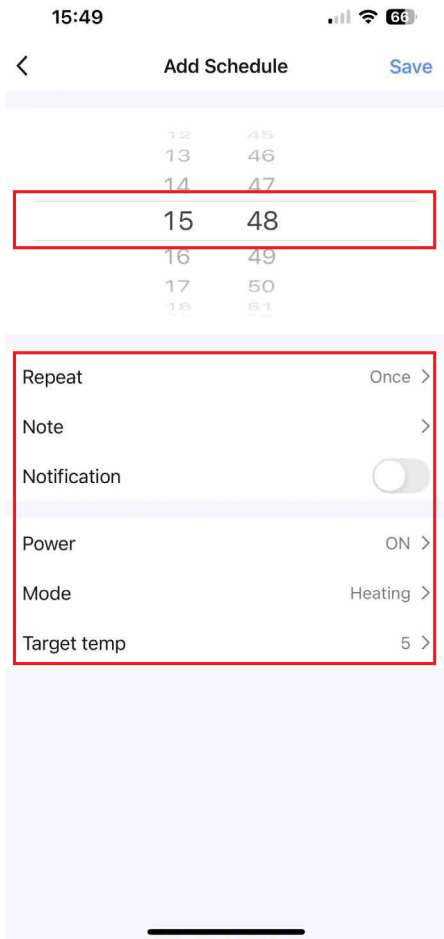 15:49 66
Add Schedule Save
12 45
13 46
14 47
15 48
16 49
17 50
18 51
Repeat Once
Note
Notification
Power ON
Mode Heating
Target temp 5